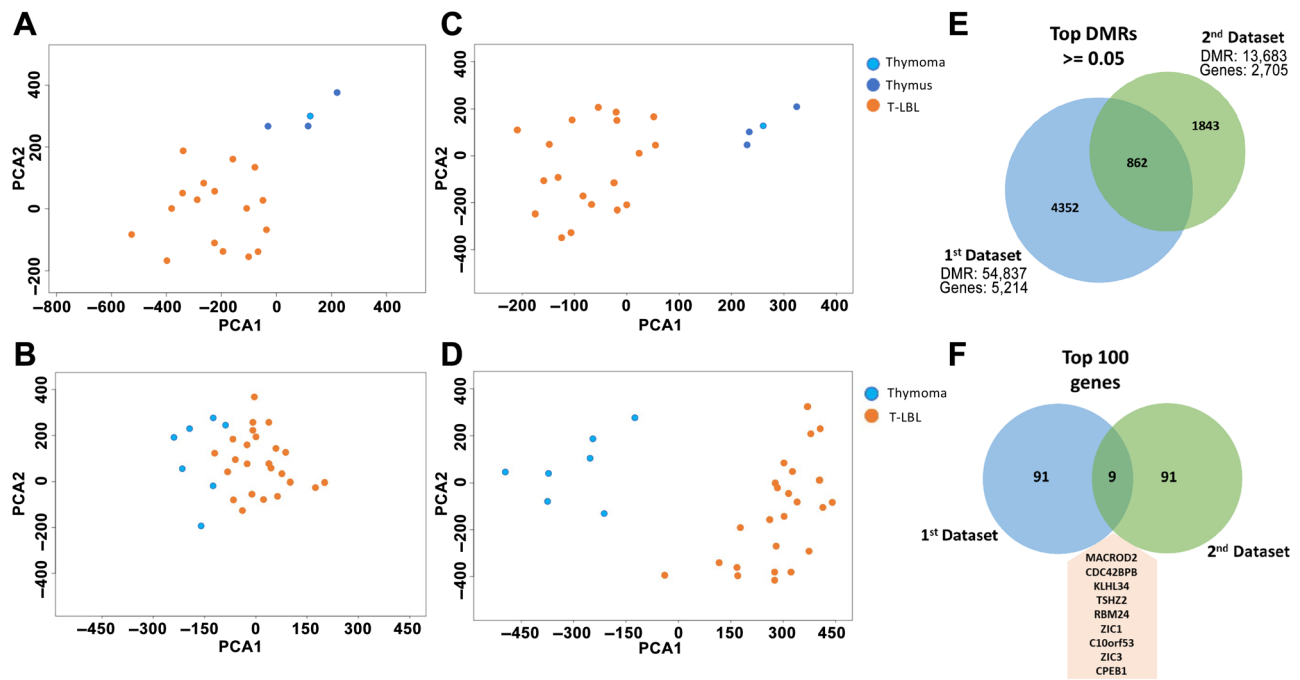 A
PCA2
400
200
0
−200
−800 −600 −400 −200 0 200 400
PCA1
B
PCA2
400
200
0
−200
−400
−450 −300 −150 0 150 300 450
PCA1
C
PCA2
400
200
0
−200
−400
−200 −100 0 100 200 300 400
PCA1
Thymoma
Thymus
T-LBL
D
PCA2
400
200
0
−200
−400
−450 −300 −150 0 150 300 450
PCA1
Thymoma
T-LBL
E
Top DMRs
>= 0.05
2nd Dataset
DMR: 13,683
Genes: 2,705
1843
862
4352
1st Dataset
DMR: 54,837
Genes: 5,214
F
Top 100
genes
91 9 91
1st Dataset
2nd Dataset
MACROD2
CDC42BPB
KLHL34
TSHZ2
RBM24
ZIC1
C10orf53
ZIC3
CPEB1